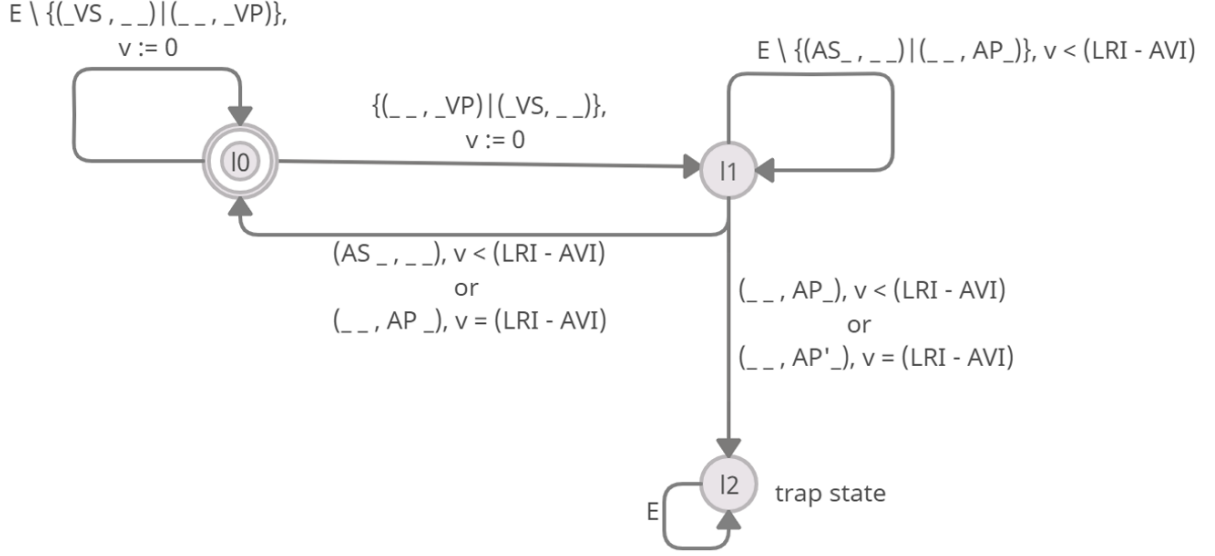 E \ {(_VS , _ _)|(_ _ , _VP)},
v := 0
E \ {(AS_ , _ _)|(_ _ , AP_)}, v < (LRI - AVI)
{(_ _ , _VP)|(_VS, _ _)},
v := 0
l0
l1
(AS _ , _ _), v < (LRI - AVI)
or
(_ _ , AP _), v = (LRI - AVI)
(_ _ , AP_), v < (LRI - AVI)
or
(_ _ , AP'_), v = (LRI - AVI)
l2
trap state
E